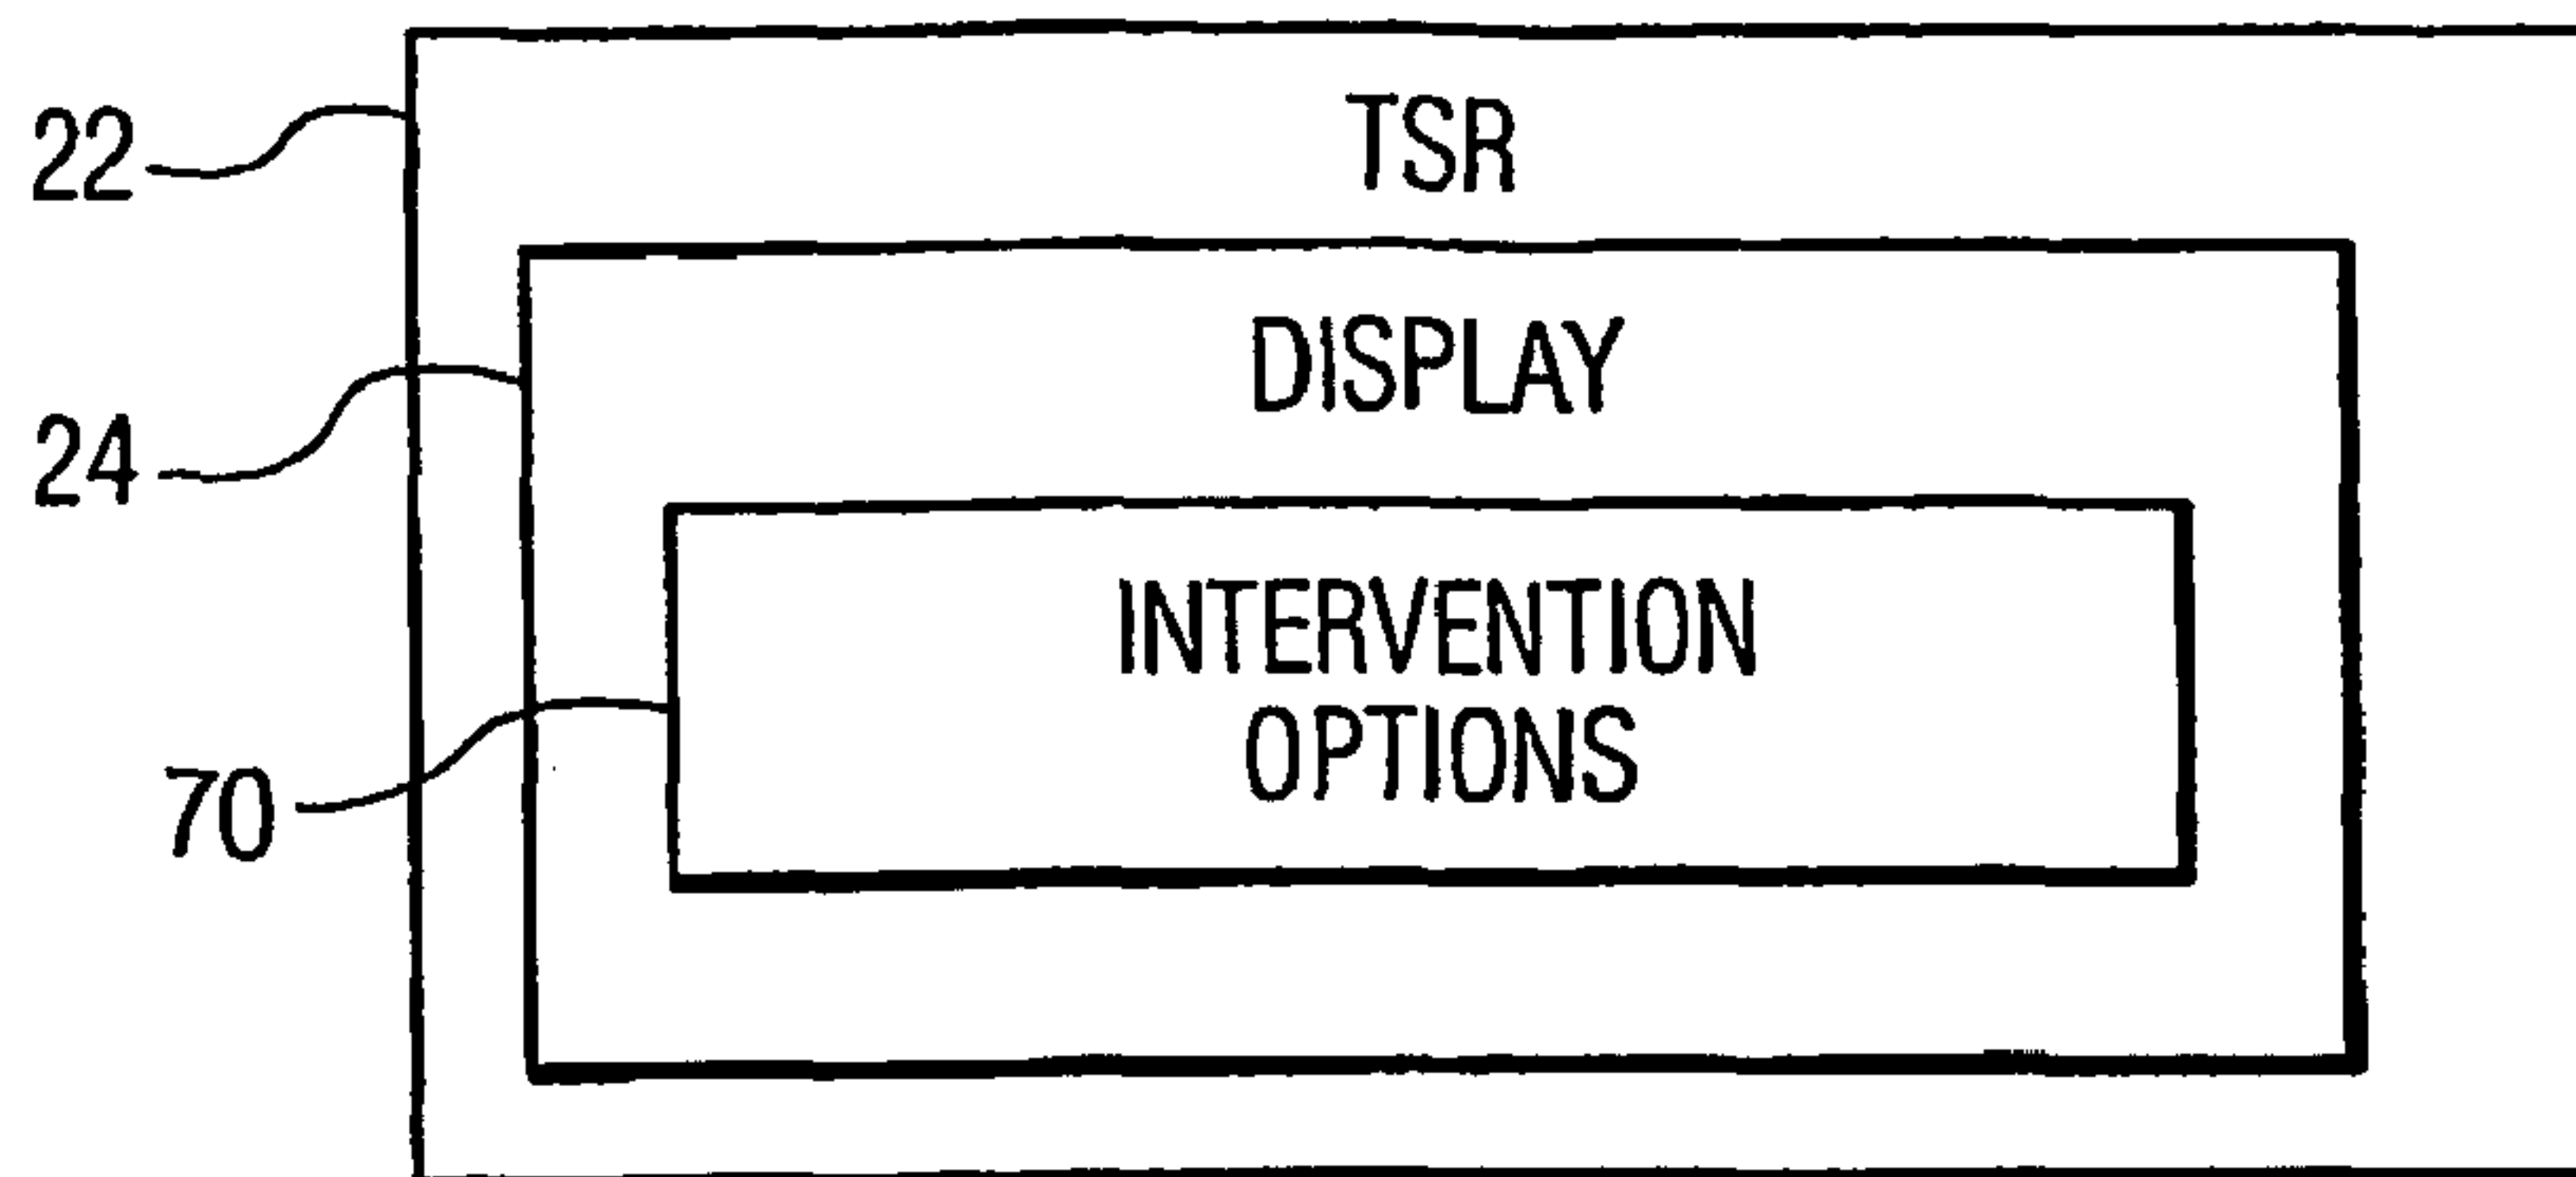 TSR
22
DISPLAY
24
INTERVENTION
OPTIONS
70